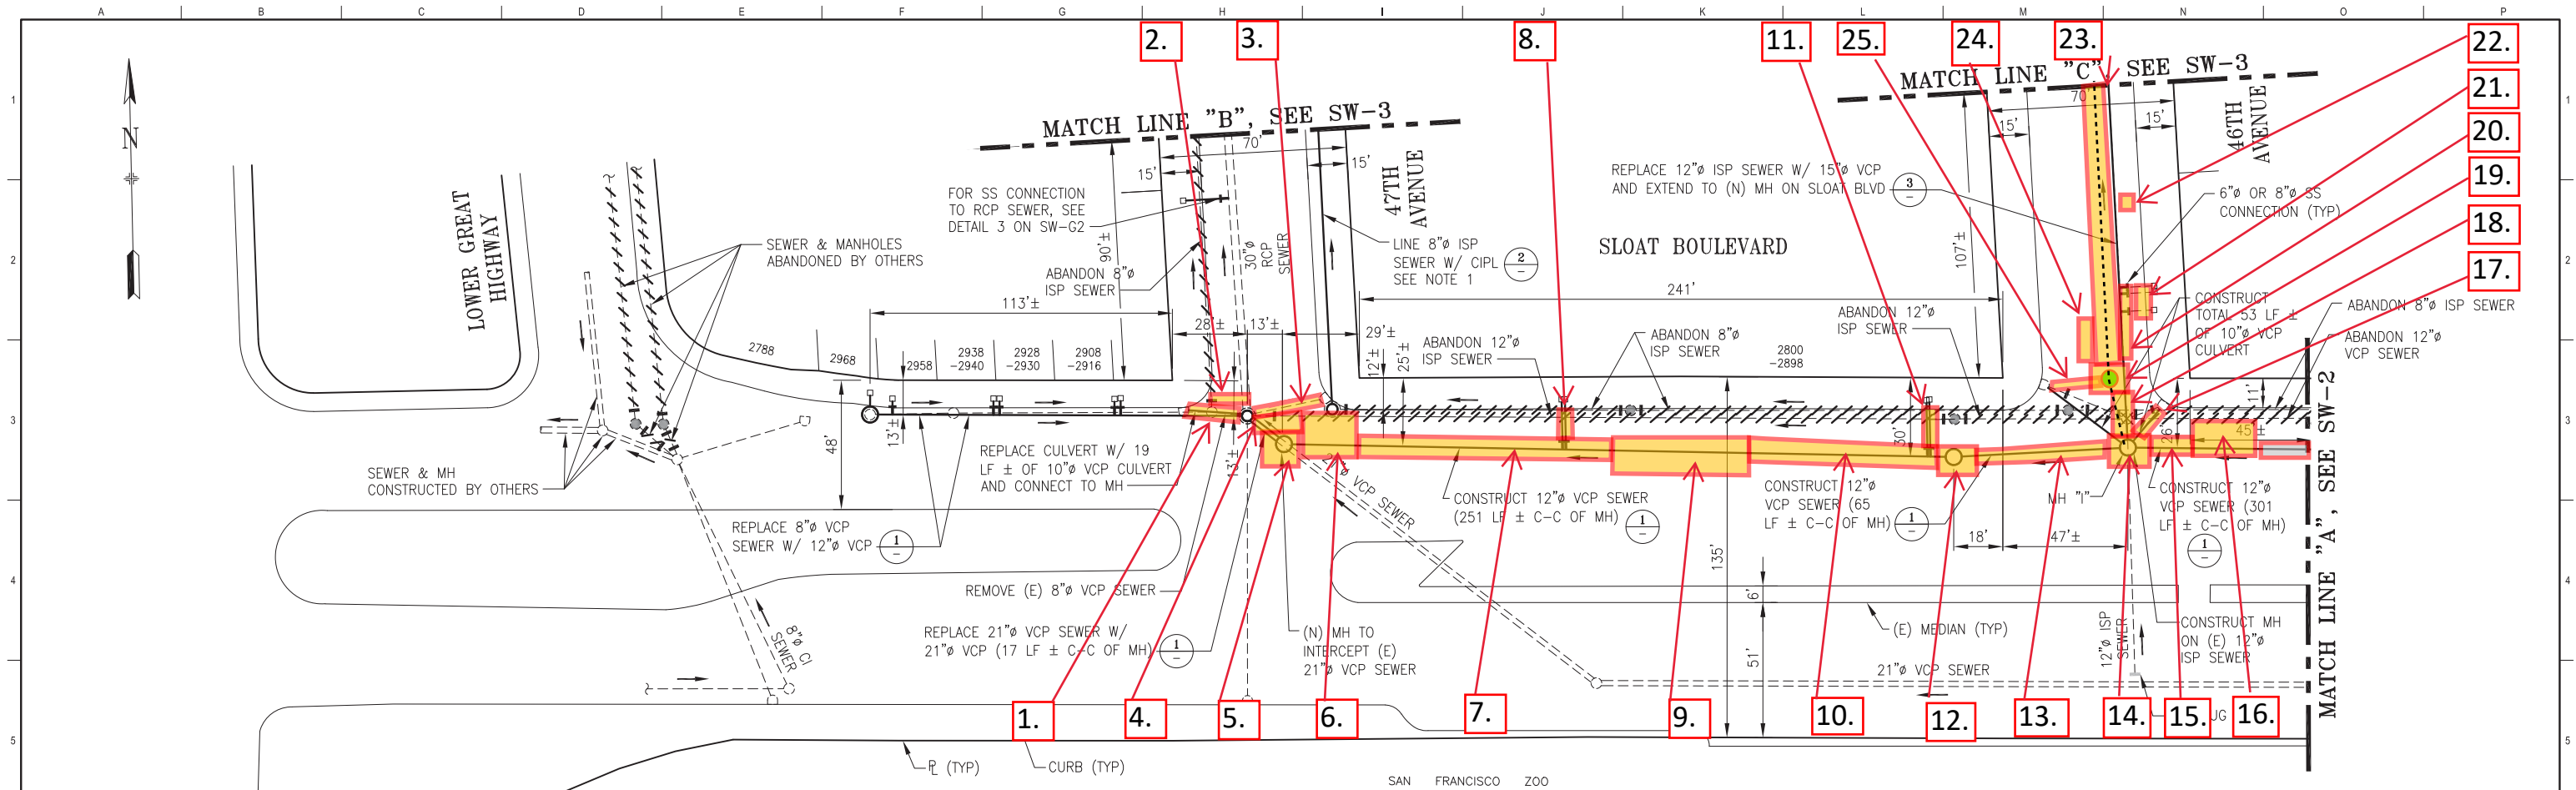 A B C D E F G H I J K L M N O P
2. 3. 8. 11. 25. 24. 23. 22.
21.
20.
19.
18.
17.
1 1
2 2
3 3
4 4
5 5
N
MATCH LINE "B", SEE SW-3
MATCH LINE "C", SEE SW-3
70'
15'
15'
70'
15'
15'
LOWER GREAT
HIGHWAY
47TH
AVENUE
46TH
AVENUE
FOR SS CONNECTION
TO RCP SEWER, SEE
DETAIL 3 ON SW-G2
90'±
30"ø
RCP
SEWER
SEWER & MANHOLES
ABANDONED BY OTHERS
ABANDON 8"ø
ISP SEWER
LINE 8"ø ISP
SEWER W/ CIPL
SEE NOTE 1
2
–
REPLACE 12"ø ISP SEWER W/ 15"ø VCP
AND EXTEND TO (N) MH ON SLOAT BLVD
3
–
SLOAT BOULEVARD
107'±
6"ø OR 8"ø SS
CONNECTION (TYP)
113'±
28'±
13'±
29'±
241'
12'±
25'±
ABANDON 12"ø
ISP SEWER
ABANDON 8"ø
ISP SEWER
ABANDON 12"ø
ISP SEWER
CONSTRUCT
TOTAL 53 LF ±
OF 10"ø VCP
CULVERT
ABANDON 8"ø ISP SEWER
ABANDON 12"ø
VCP SEWER
2788
2968
2958
2938
-2940
2928
-2930
2908
-2916
2800
-2898
48'
13'±
13'±
30'
26'
45'±
11'
SEWER & MH
CONSTRUCTED BY OTHERS
REPLACE CULVERT W/ 19
LF ± OF 10"ø VCP CULVERT
AND CONNECT TO MH
REPLACE 8"ø VCP
SEWER W/ 12"ø VCP
1
–
VCP SEWER
CONSTRUCT 12"ø VCP SEWER
(251 LF ± C-C OF MH)
1
–
CONSTRUCT 12"ø
VCP SEWER (65
LF ± C-C OF MH)
1
–
MH "I"
CONSTRUCT 12"ø
VCP SEWER (301
LF ± C-C OF MH)
1
–
18'
47'±
135'
6'
51'
REMOVE (E) 8"ø VCP SEWER
REPLACE 21"ø VCP SEWER W/
21"ø VCP (17 LF ± C-C OF MH)
1
–
(N) MH TO
INTERCEPT (E)
21"ø VCP SEWER
8"ø CI
SEWER
(E) MEDIAN (TYP)
12"ø ISP
SEWER
CONSTRUCT MH
ON (E) 12"ø
ISP SEWER
21"ø VCP SEWER
MATCH LINE "A", SEE SW-2
1. 4. 5. 6. 7. 9. 10. 12. 13. 14. 15. 16.
UG
PL (TYP)
CURB (TYP)
SAN FRANCISCO ZOO